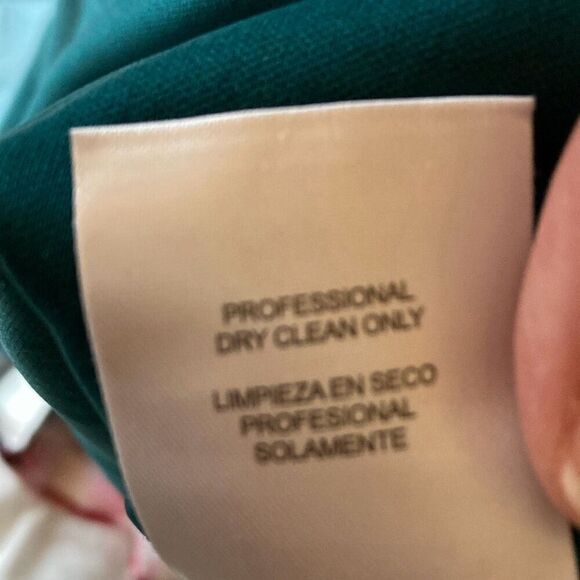 PROFESSIONAL
DRY CLEAN ONLY
LIMPIEZA EN SECO
PROFESIONAL
SOLAMENTE